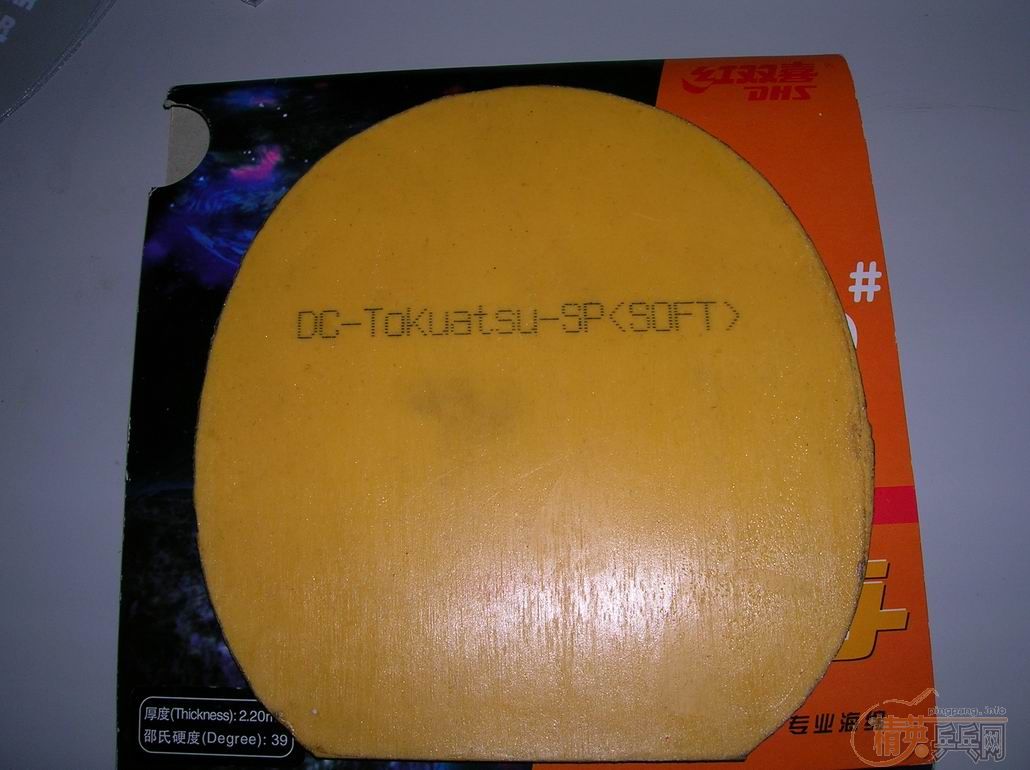 红双喜
DHS
#
DC-ToKuatsu-SP<SOFT>
厚度(Thickness): 2.20m
邵氏硬度(Degree): 39
专业海绵
pingpang.info
精英乒乓网